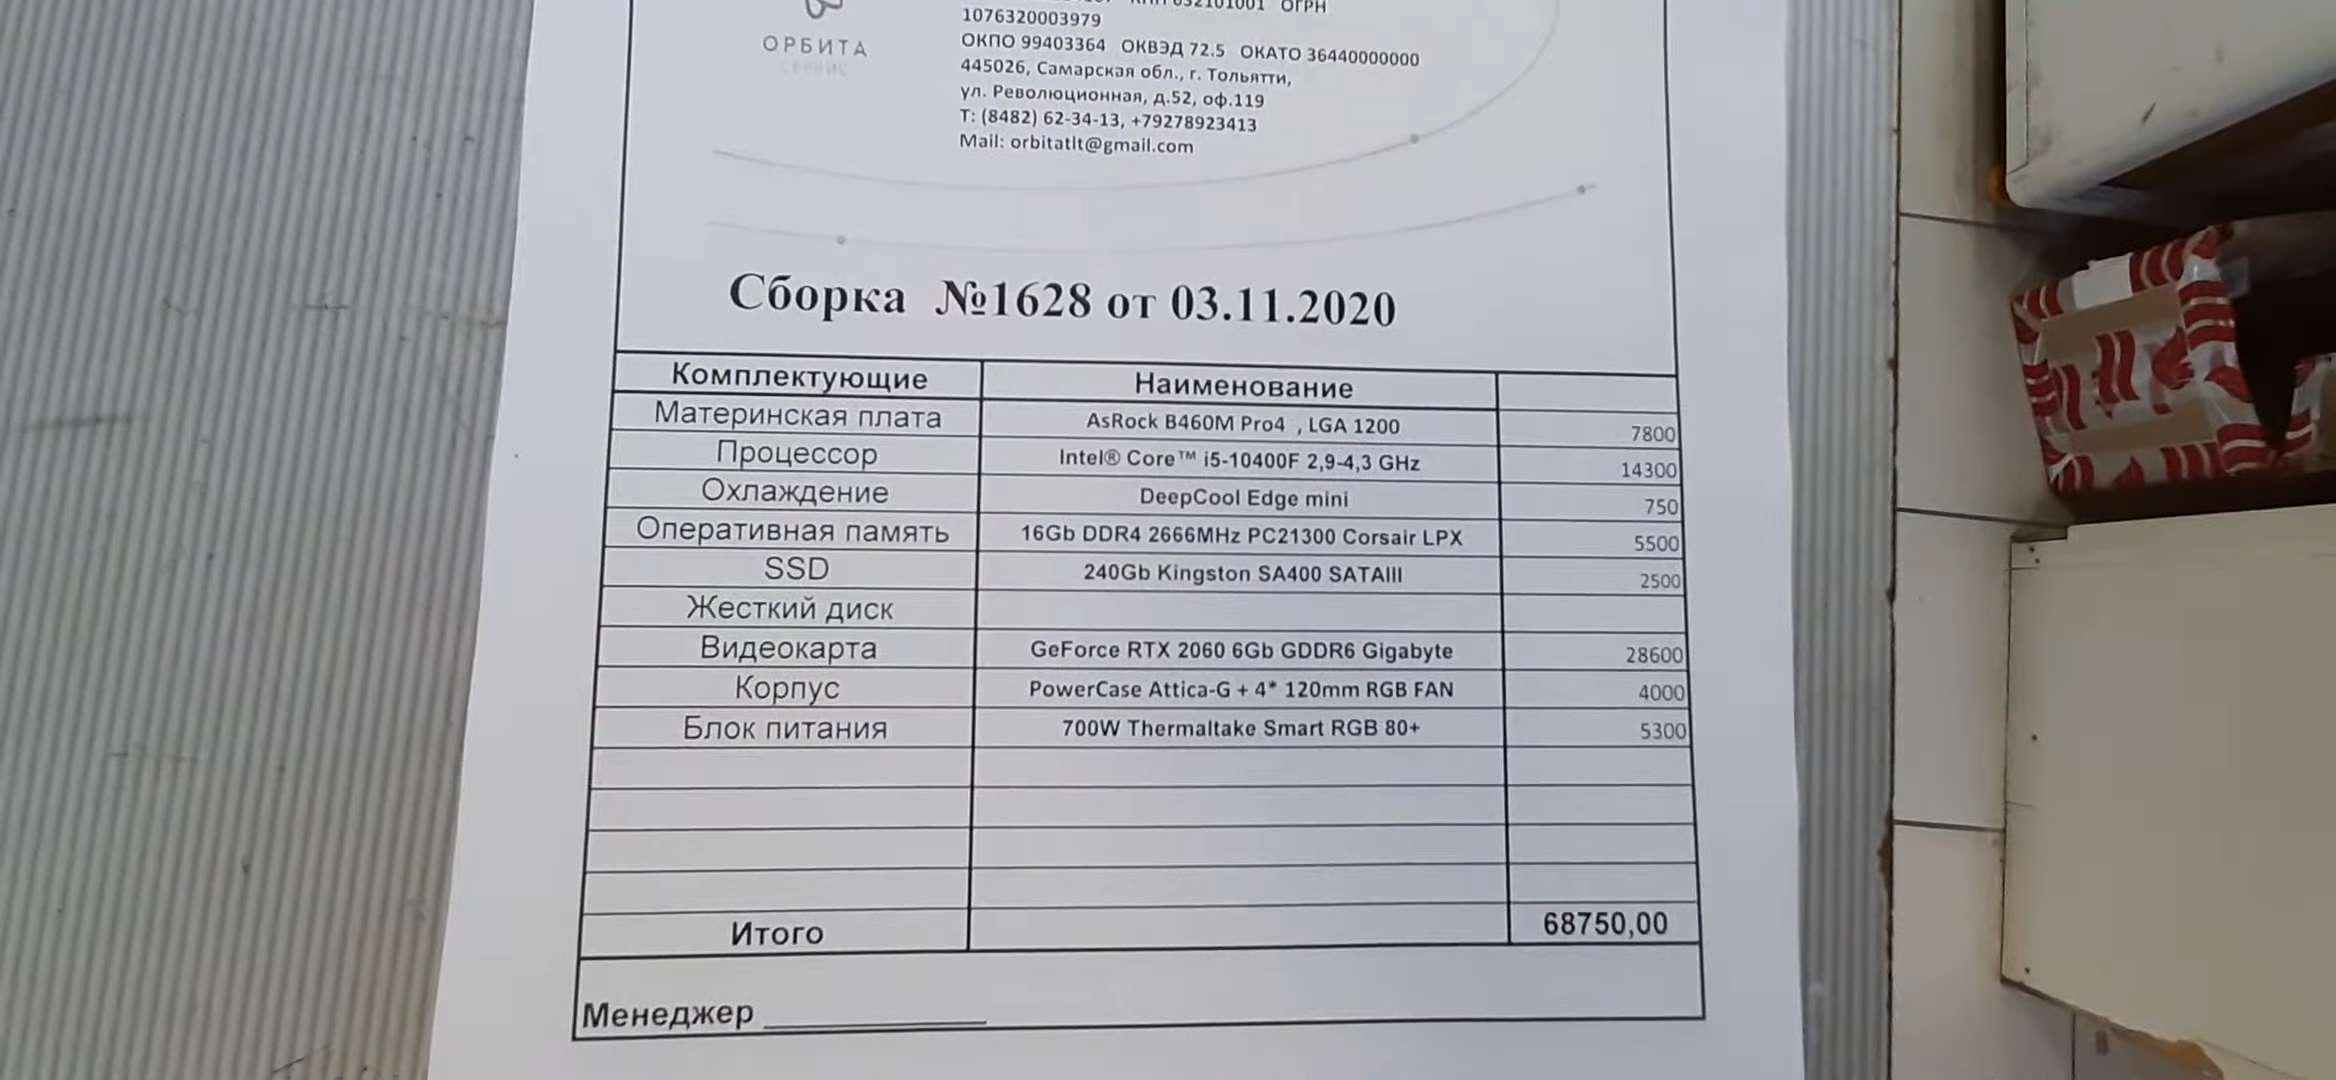 ОРБИТА
СЕРВИС
ОГРН
1076320003979
ОКПО 99403364 ОКВЭД 72.5 ОКАТО 36440000000
445026, Самарская обл., г. Тольятти,
ул. Революционная, д.52, оф.119
Т: (8482) 62-34-13, +79278923413
Mail: orbitatlt@gmail.com
Сборка №1628 от 03.11.2020
Комплектующие Наименование
Материнская плата AsRock B460M Pro4 , LGA 1200 7800
Процессор Intel® Core™ i5-10400F 2,9-4,3 GHz 14300
Охлаждение DeepCool Edge mini 750
Оперативная память 16Gb DDR4 2666MHz PC21300 Corsair LPX 5500
SSD 240Gb Kingston SA400 SATAIII 2500
Жесткий диск
Видеокарта GeForce RTX 2060 6Gb GDDR6 Gigabyte 28600
Корпус PowerCase Attica-G + 4* 120mm RGB FAN 4000
Блок питания 700W Thermaltake Smart RGB 80+ 5300
Итого 68750,00
Менеджер